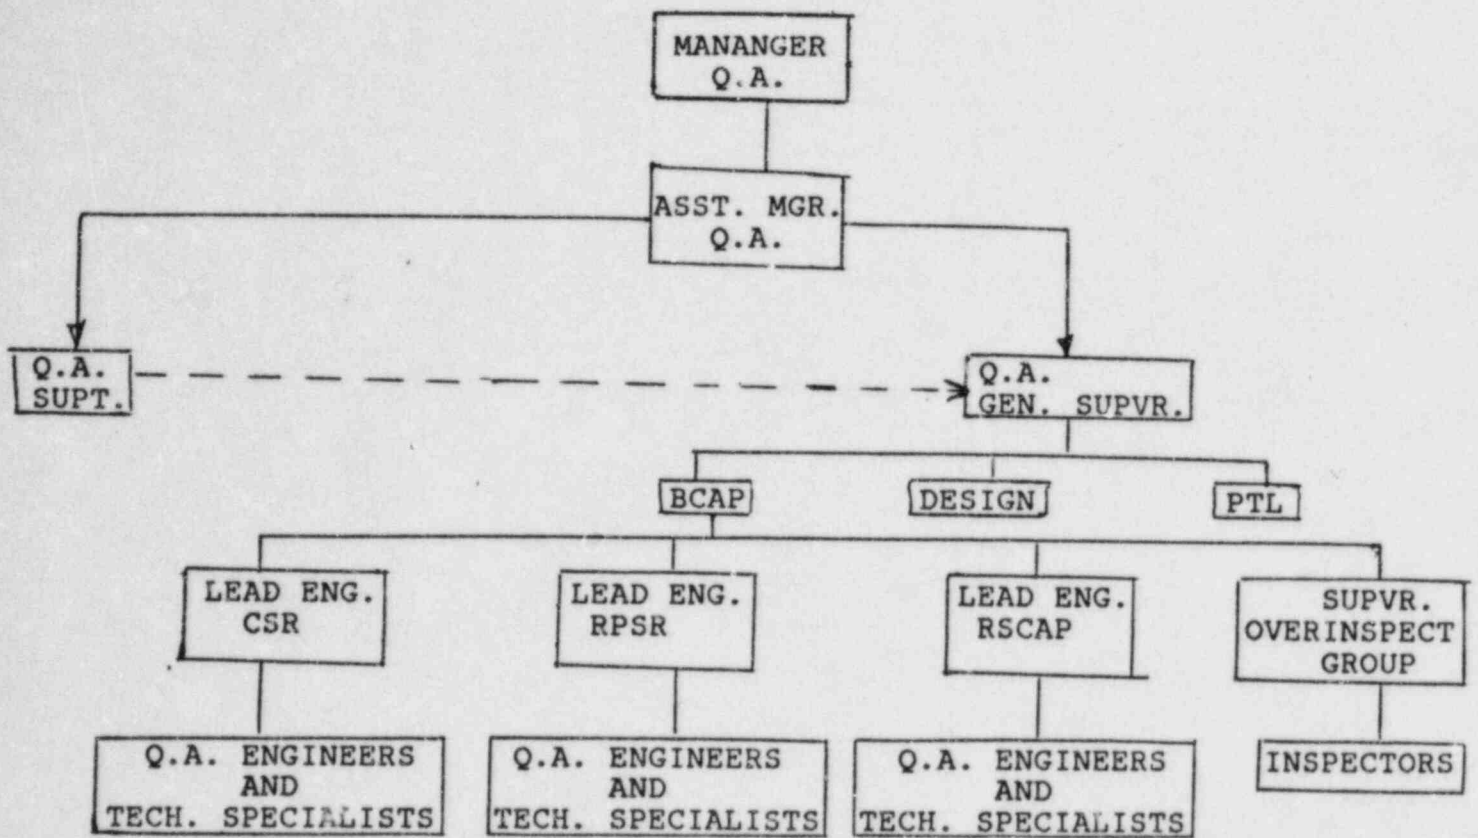 MANANGER
Q.A.
ASST. MGR.
Q.A.
Q.A.
SUPT.
Q.A.
GEN. SUPVR.
BCAP
DESIGN
PTL
LEAD ENG.
CSR
LEAD ENG.
RPSR
LEAD ENG.
RSCAP
SUPVR.
OVERINSPECT
GROUP
Q.A. ENGINEERS
AND
TECH. SPECIALISTS
Q.A. ENGINEERS
AND
TECH. SPECIALISTS
Q.A. ENGINEERS
AND
TECH. SPECIALISTS
INSPECTORS